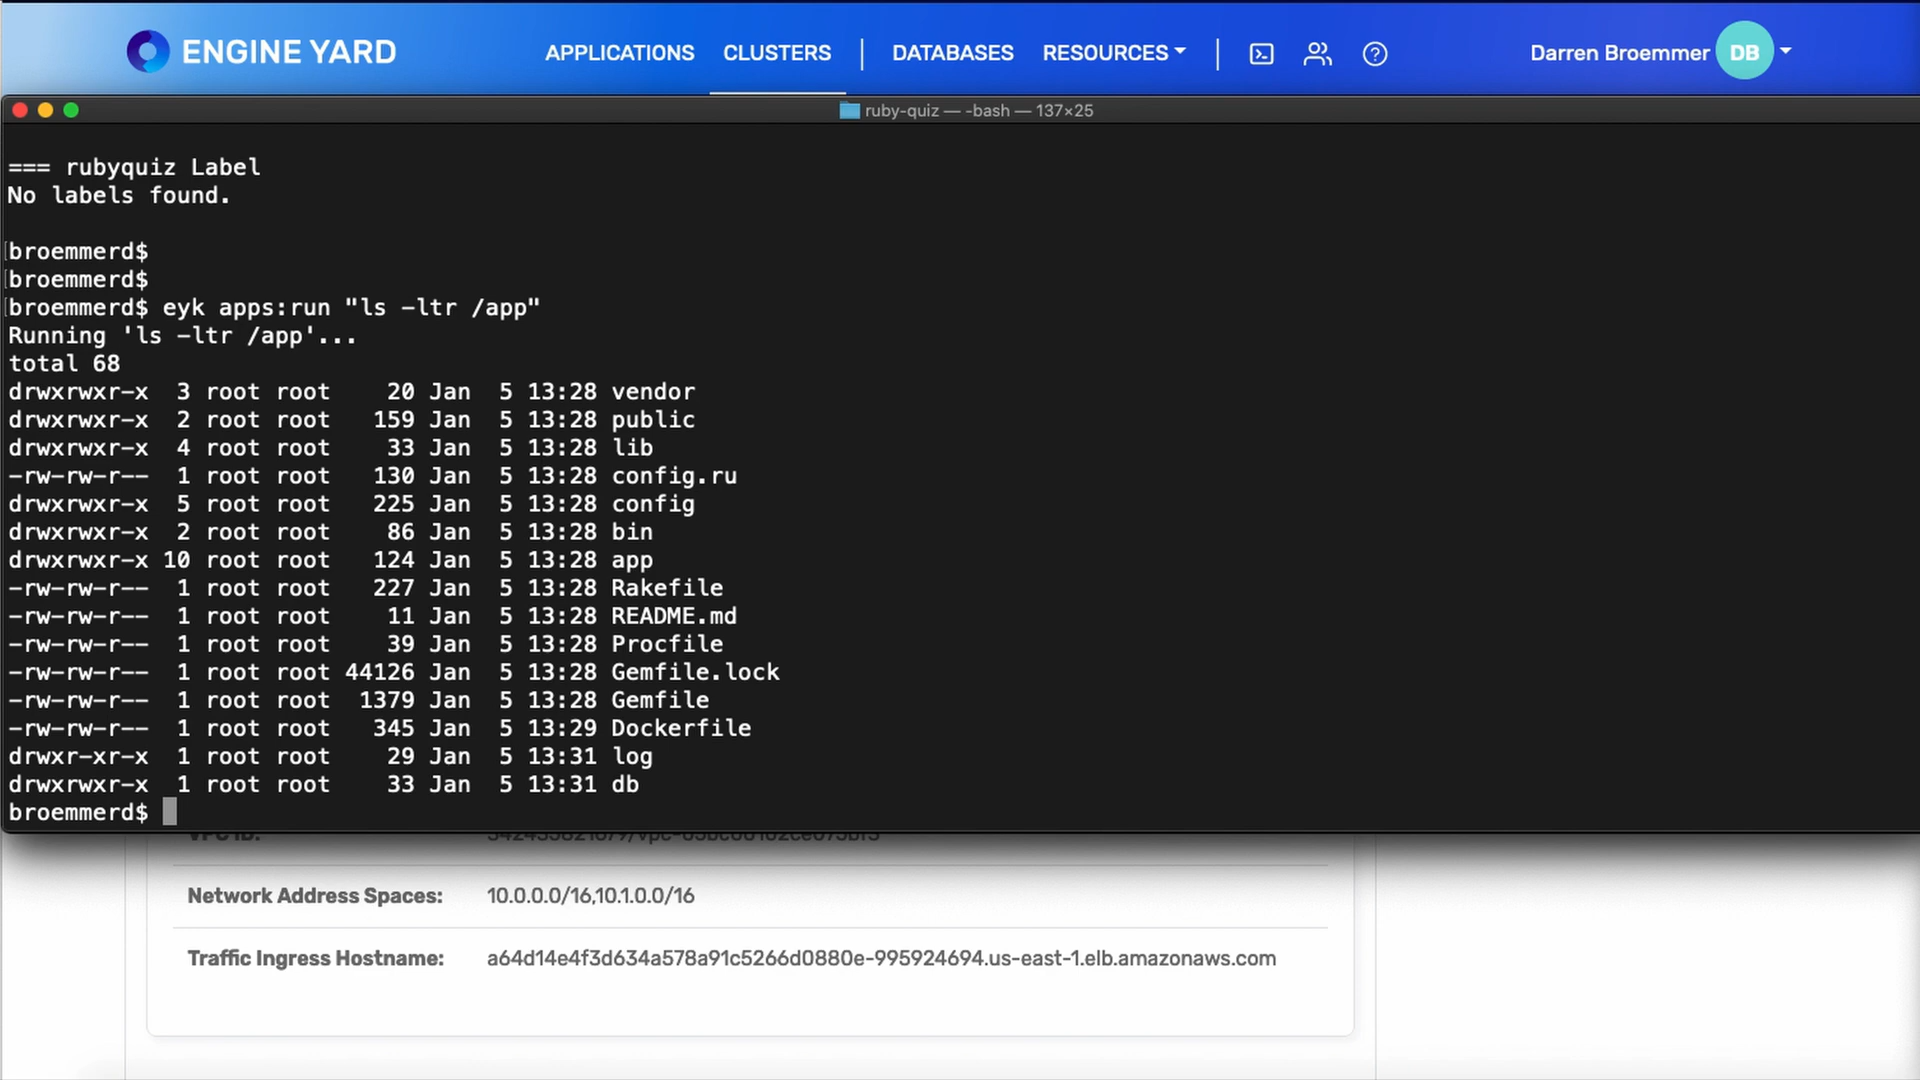 ENGINE YARD
APPLICATIONS CLUSTERS DATABASES RESOURCES
Darren Broemmer DB
ruby-quiz — -bash — 137×25
=== rubyquiz Label
No labels found.
broemmerd$
broemmerd$
broemmerd$ eyk apps:run "ls -ltr /app"
Running 'ls -ltr /app'...
total 68
drwxrwxr-x 3 root root 20 Jan 5 13:28 vendor
drwxrwxr-x 2 root root 159 Jan 5 13:28 public
drwxrwxr-x 4 root root 33 Jan 5 13:28 lib
-rw-rw-r-- 1 root root 130 Jan 5 13:28 config.ru
drwxrwxr-x 5 root root 225 Jan 5 13:28 config
drwxrwxr-x 2 root root 86 Jan 5 13:28 bin
drwxrwxr-x 10 root root 124 Jan 5 13:28 app
-rw-rw-r-- 1 root root 227 Jan 5 13:28 Rakefile
-rw-rw-r-- 1 root root 11 Jan 5 13:28 README.md
-rw-rw-r-- 1 root root 39 Jan 5 13:28 Procfile
-rw-rw-r-- 1 root root 44126 Jan 5 13:28 Gemfile.lock
-rw-rw-r-- 1 root root 1379 Jan 5 13:28 Gemfile
-rw-rw-r-- 1 root root 345 Jan 5 13:29 Dockerfile
drwxr-xr-x 1 root root 29 Jan 5 13:31 log
drwxrwxr-x 1 root root 33 Jan 5 13:31 db
broemmerd$
VPC ID:
Network Address Spaces: 10.0.0.0/16,10.1.0.0/16
Traffic Ingress Hostname: a64d14e4f3d634a578a91c5266d0880e-995924694.us-east-1.elb.amazonaws.com